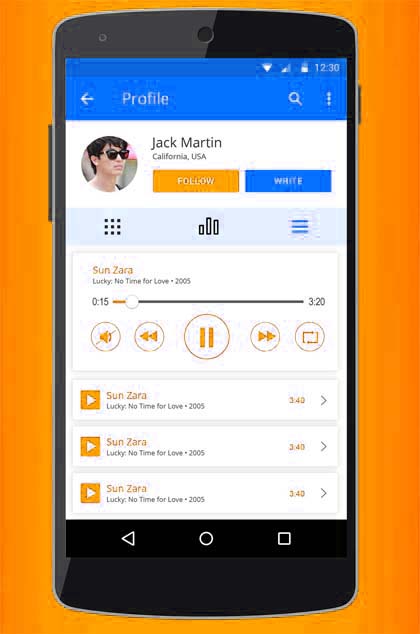 12:30
Profile
Jack Martin
California, USA
FOLLOW
WRITE
Sun Zara
Lucky: No Time for Love • 2005
0:15
3:20
Sun Zara
Lucky: No Time for Love • 2005
3:40
Sun Zara
Lucky: No Time for Love • 2005
3:40
Sun Zara
Lucky: No Time for Love • 2005
3:40